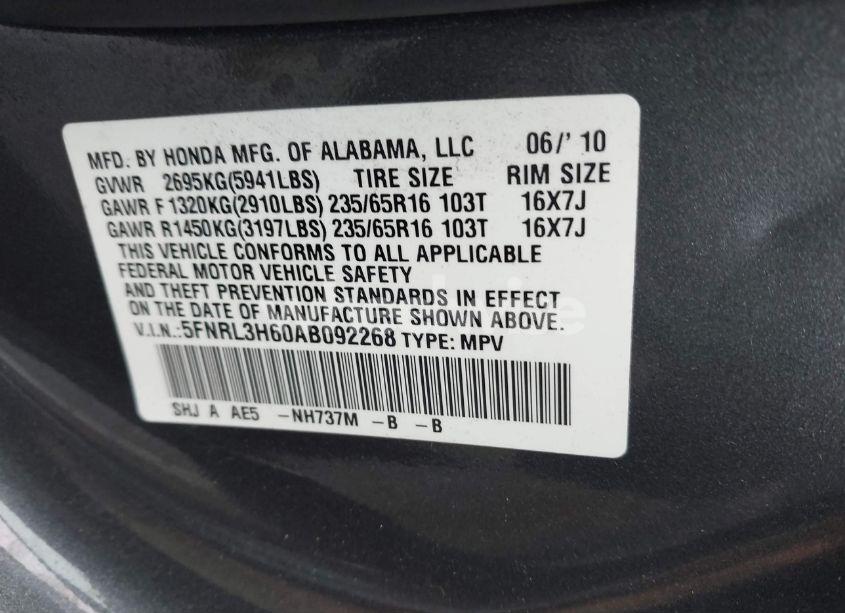 MFD. BY HONDA MFG. OF ALABAMA, LLC 06/' 10
GVWR 2695KG(5941LBS) TIRE SIZE RIM SIZE
GAWR F 1320KG(2910LBS) 235/65R16 103T 16X7J
GAWR R1450KG(3197LBS) 235/65R16 103T 16X7J
THIS VEHICLE CONFORMS TO ALL APPLICABLE
FEDERAL MOTOR VEHICLE SAFETY
AND THEFT PREVENTION STANDARDS IN EFFECT
ON THE DATE OF MANUFACTURE SHOWN ABOVE.
V.I.N.:5FNRL3H60AB092268 TYPE: MPV
SHJ A AE5 -NH737M -B -B